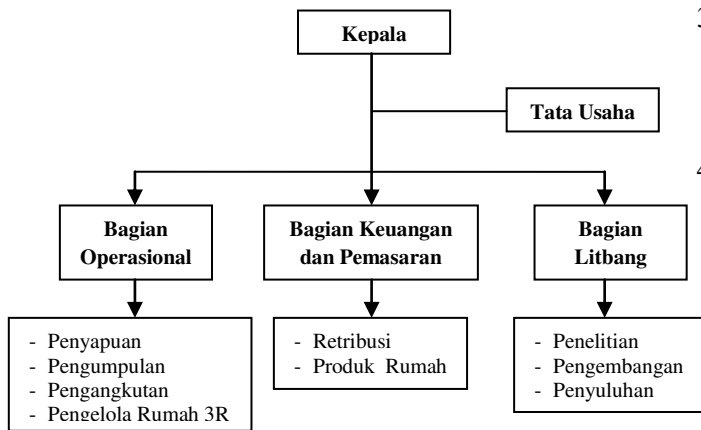 Kepala
Tata Usaha
Bagian
Operasional
Bagian Keuangan
dan Pemasaran
Bagian
Litbang
- Penyapuan
- Pengumpulan
- Pengangkutan
- Pengelola Rumah 3R
- Retribusi
- Produk Rumah
- Penelitian
- Pengembangan
- Penyuluhan